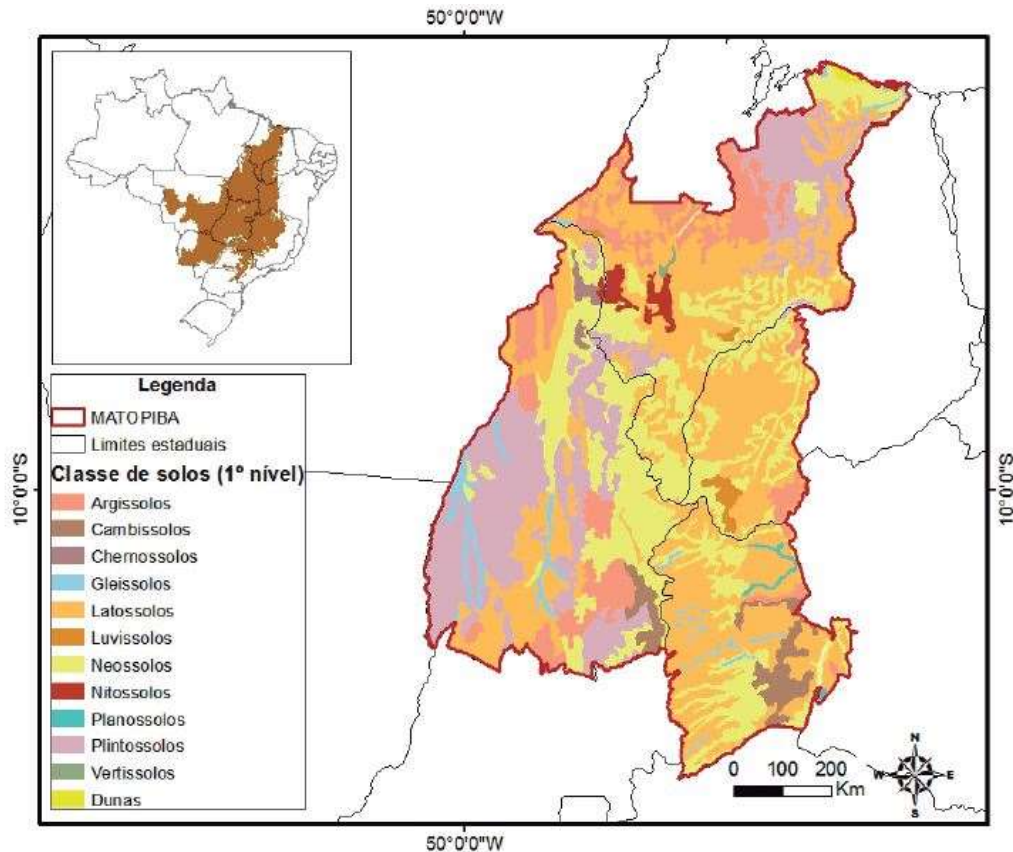 50°0'0"W
10°0'0"S
10°0'0"S
Legenda
MATOPIBA
Limites estaduais
Classe de solos (1º nível)
Argissolos
Cambissolos
Chernossolos
Gleissolos
Latossolos
Luvissolos
Neossolos
Nitossolos
Planossolos
Plintossolos
Vertissolos
Dunas
N
W E
S
0 100 200
Km
50°0'0"W